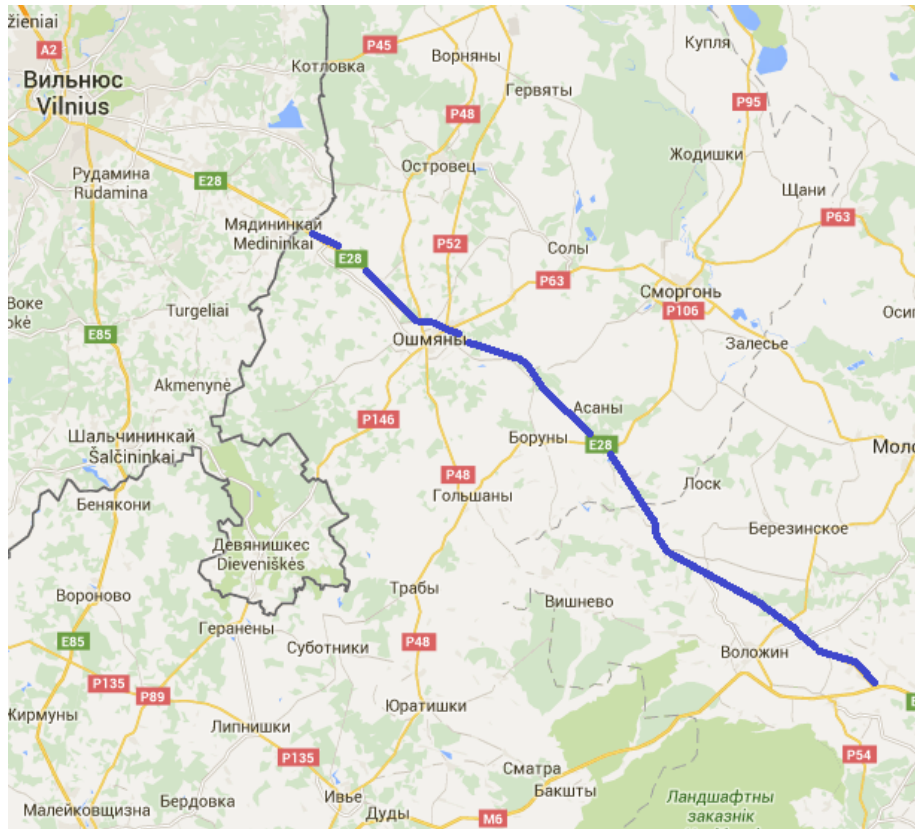 žieniai
A2
P45
Купля
Ворняны
Котловка
Вильнюс
Vilnius
Гервяты
P95
P48
Жодишки
Островец
Рудамина
Rudamina
E28
Щани
P63
Мядининкай
Medininkai
P52
Солы
E28
P63
Сморгонь
Воке
okė
Turgeliai
P106
Осип
E85
Ошмяны
Залесье
Akmenynė
Асаны
P146
Шальчининкай
Šalčininkai
Боруны
E28
Моло
P48
Лоск
Гольшаны
Бенякони
Березинское
Девянишкес
Dieveniškės
Трабы
Вороново
Вишнево
Геранены
E85
Суботники
P48
Воложин
P135
P89
E
Юратишки
Жирмуны
Липнишки
P54
P135
Сматра
Ивье
Бакшты
Бердовка
Ландшафтны
заказнік
Малейковщизна
Дуды
M6